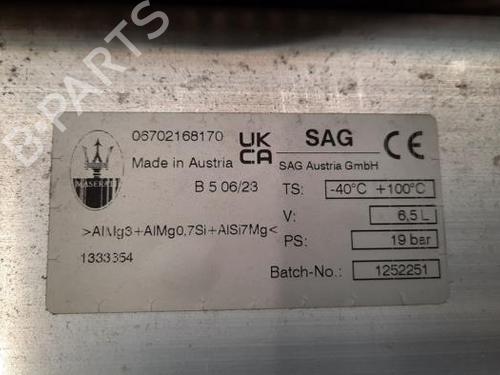 B-PARTS
06702168170
UK
CA
SAG
CE
Made in Austria
SAG Austria GmbH
MASERATI
B 5 06/23
TS: -40°C +100°C
V: 6,5 L
>AlMg3+AlMg0,7Si+AlSi7Mg<
PS: 19 bar
1333354
Batch-No.: 1252251